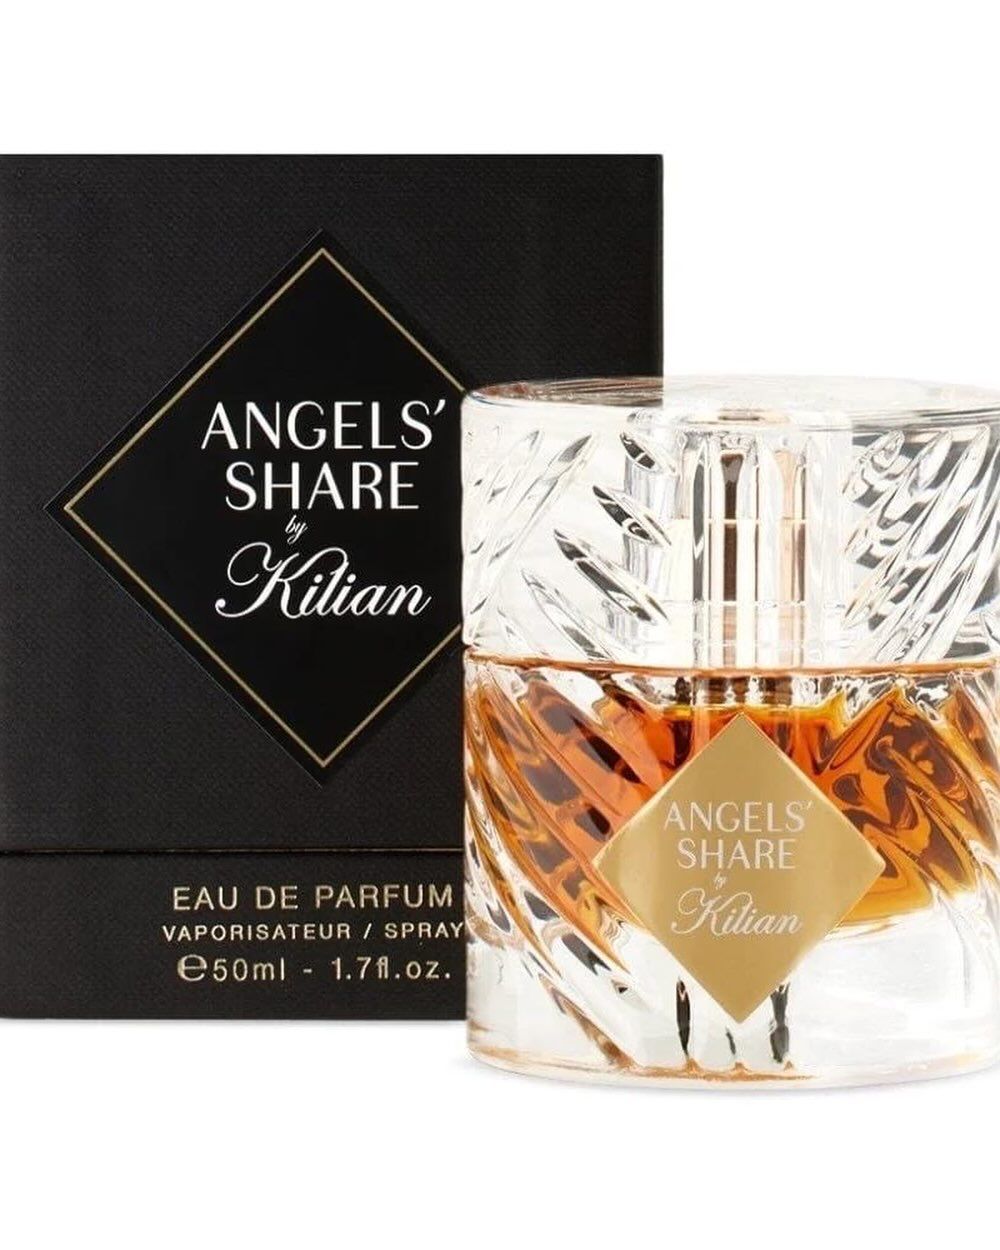 ANGELS'
SHARE
by
Kilian
EAU DE PARFUM
VAPORISATEUR / SPRAY
℮50ml - 1.7fl.oz.
ANGELS'
SHARE
by
Kilian